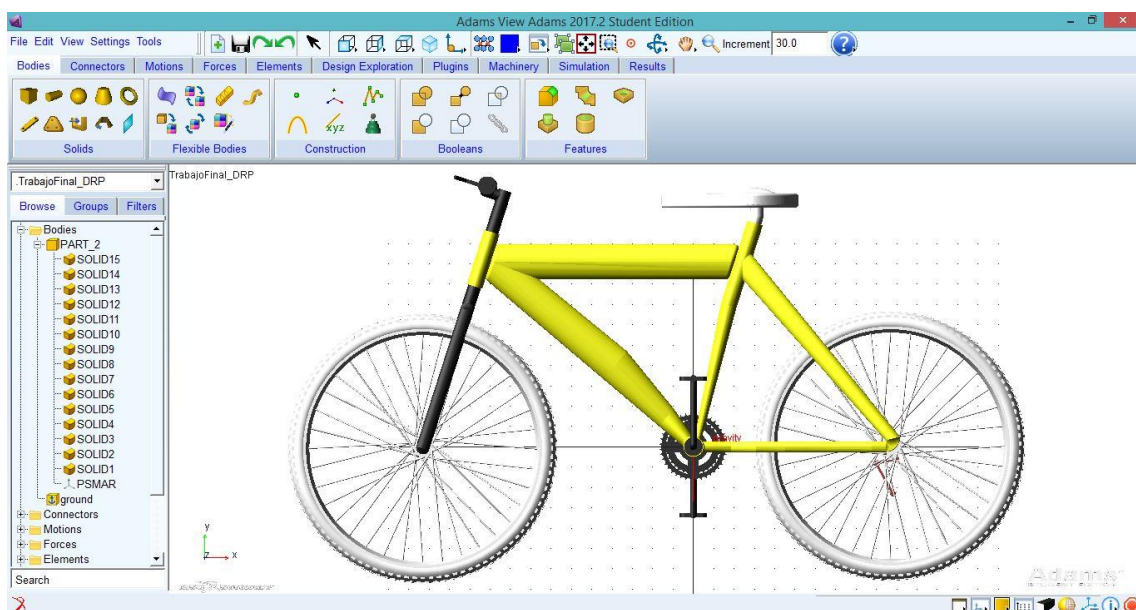 Adams View Adams 2017.2 Student Edition
File Edit View Settings Tools
Increment 30.0
Bodies Connectors Motions Forces Elements Design Exploration Plugins Machinery Simulation Results
xyz
Solids Flexible Bodies Construction Booleans Features
.TrabajoFinal_DRP
TrabajoFinal_DRP
Browse Groups Filters
Bodies
PART_2
SOLID15
SOLID14
SOLID13
SOLID12
SOLID11
SOLID10
SOLID9
SOLID8
SOLID7
SOLID6
SOLID5
SOLID4
SOLID3
SOLID2
SOLID1
PSMAR
ground
Connectors
Motions
Forces
Elements
Search
y
z x
Adams